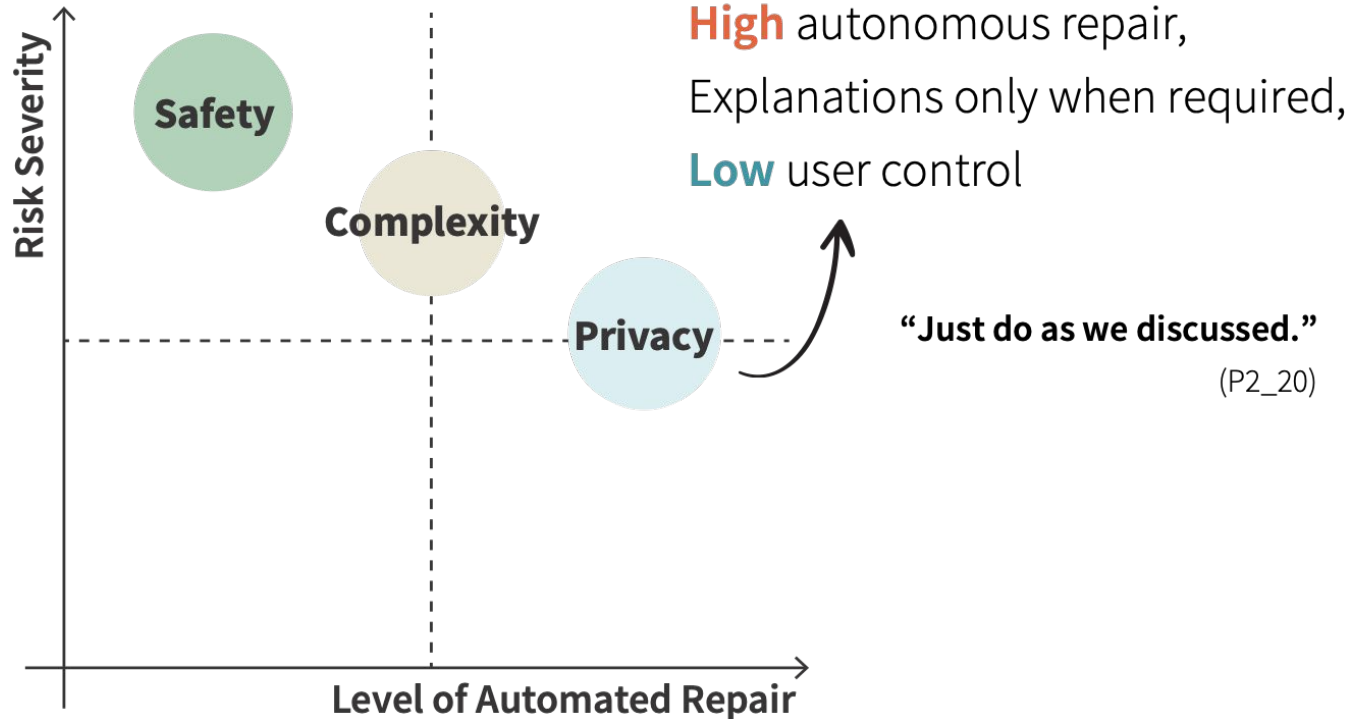 Risk Severity
Safety
Complexity
Privacy
Level of Automated Repair
High autonomous repair,
Explanations only when required,
Low user control
“Just do as we discussed.”
(P2_20)